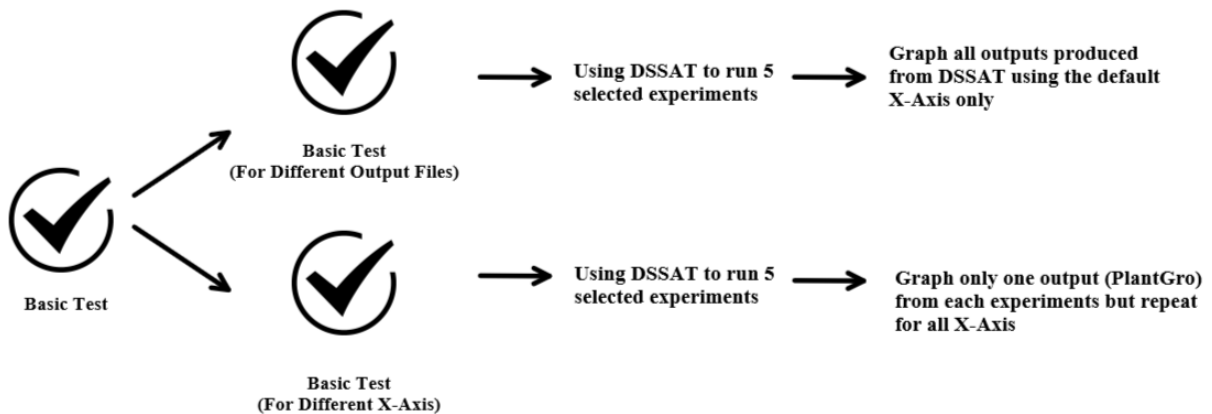 Basic Test
Basic Test
(For Different Output Files)
Using DSSAT to run 5
selected experiments
Graph all outputs produced
from DSSAT using the default
X-Axis only
Basic Test
(For Different X-Axis)
Using DSSAT to run 5
selected experiments
Graph only one output (PlantGro)
from each experiments but repeat
for all X-Axis